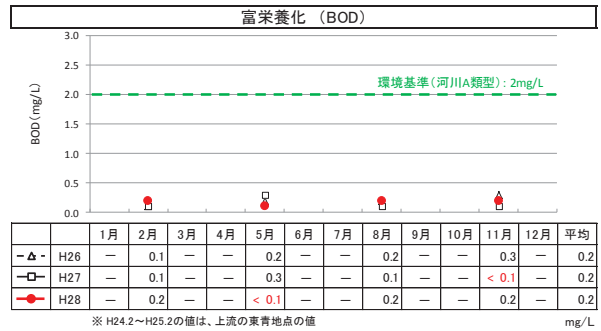 富栄養化 （BOD）
3.0
2.5
2.0
1.5
1.0
0.5
0.0
BOD（mg/L）
環境基準（河川A類型）：2mg/L
1月 2月 3月 4月 5月 6月 7月 8月 9月 10月 11月 12月 平均
H26 — 0.1 — — 0.2 — — 0.2 — — 0.3 — 0.2
H27 — 0.1 — — 0.3 — — 0.1 — — < 0.1 — 0.2
H28 — 0.2 — — < 0.1 — — 0.2 — — 0.2 — 0.2
※ H24.2～H25.2の値は、上流の東青地点の値 mg/L